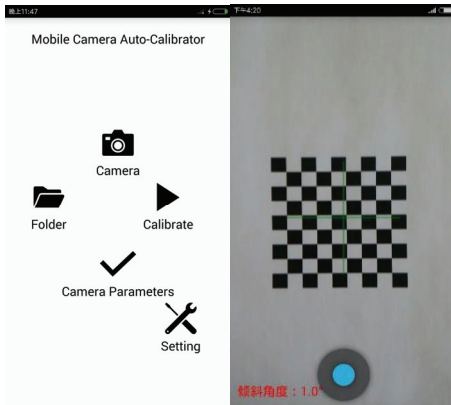 晚上11:47
Mobile Camera Auto-Calibrator
Camera
Folder
Calibrate
Camera Parameters
Setting
下午4:20
倾斜角度：1.0°